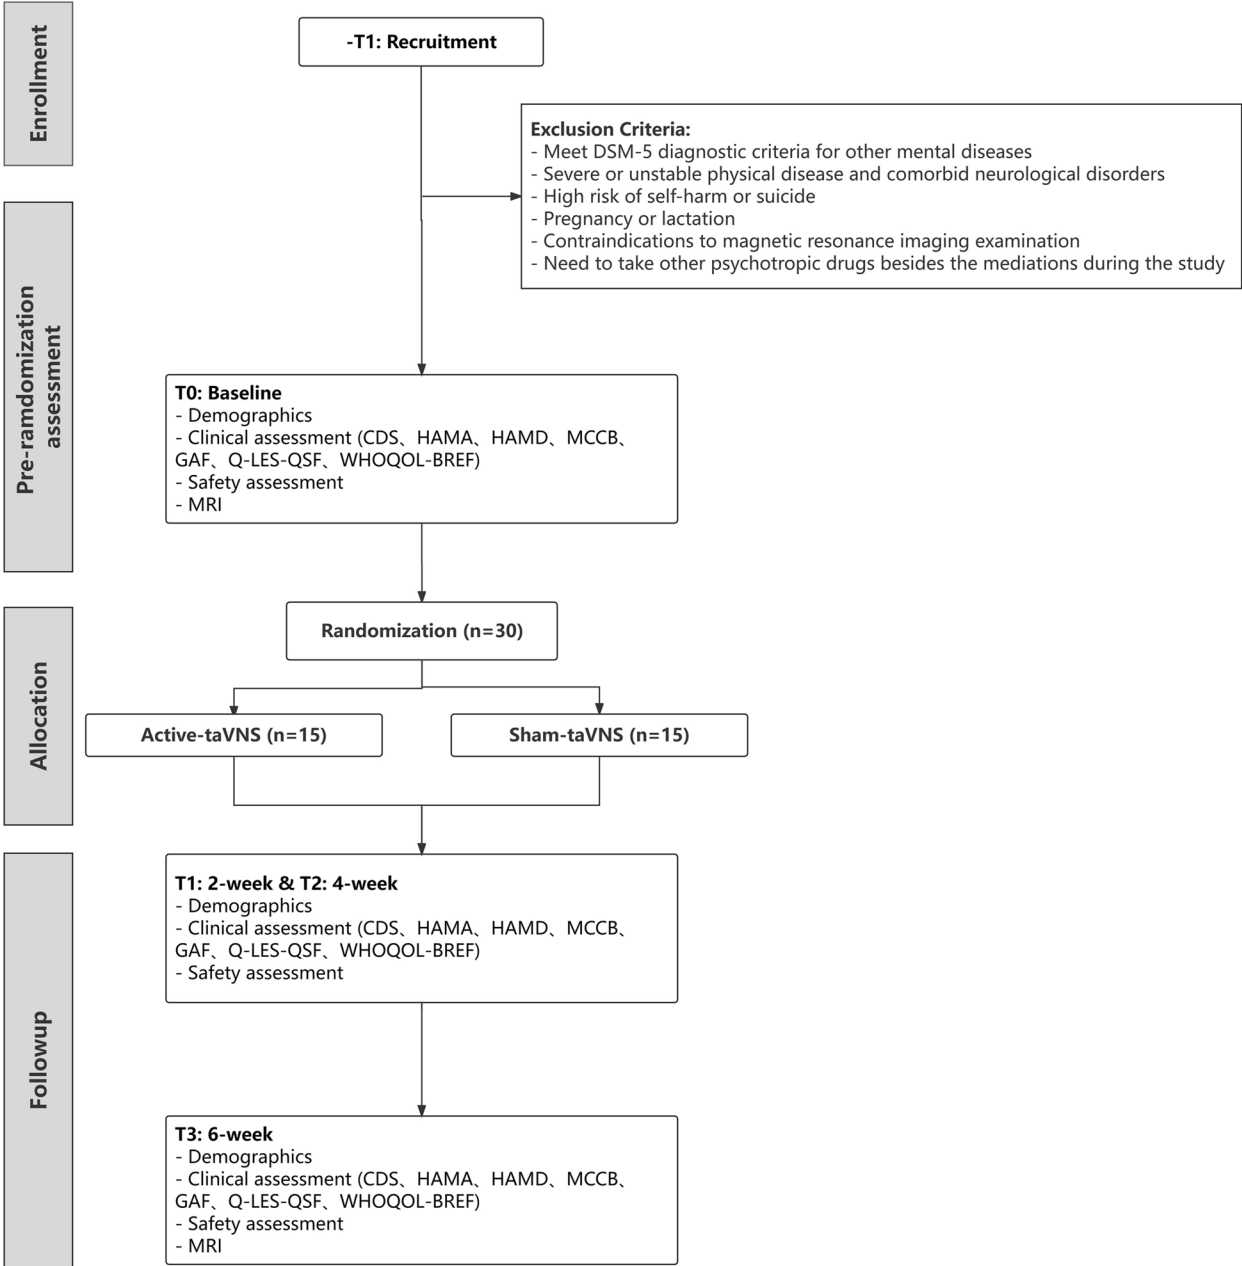 Enrollment
-T1: Recruitment
Exclusion Criteria:
- Meet DSM-5 diagnostic criteria for other mental diseases
- Severe or unstable physical disease and comorbid neurological disorders
- High risk of self-harm or suicide
- Pregnancy or lactation
- Contraindications to magnetic resonance imaging examination
- Need to take other psychotropic drugs besides the mediations during the study
Pre-ramdomization
assessment
T0: Baseline
- Demographics
- Clinical assessment (CDS、HAMA、HAMD、MCCB、
GAF、Q-LES-QSF、WHOQOL-BREF)
- Safety assessment
- MRI
Allocation
Randomization (n=30)
Active-taVNS (n=15)
Sham-taVNS (n=15)
Followup
T1: 2-week & T2: 4-week
- Demographics
- Clinical assessment (CDS、HAMA、HAMD、MCCB、
GAF、Q-LES-QSF、WHOQOL-BREF)
- Safety assessment
T3: 6-week
- Demographics
- Clinical assessment (CDS、HAMA、HAMD、MCCB、
GAF、Q-LES-QSF、WHOQOL-BREF)
- Safety assessment
- MRI